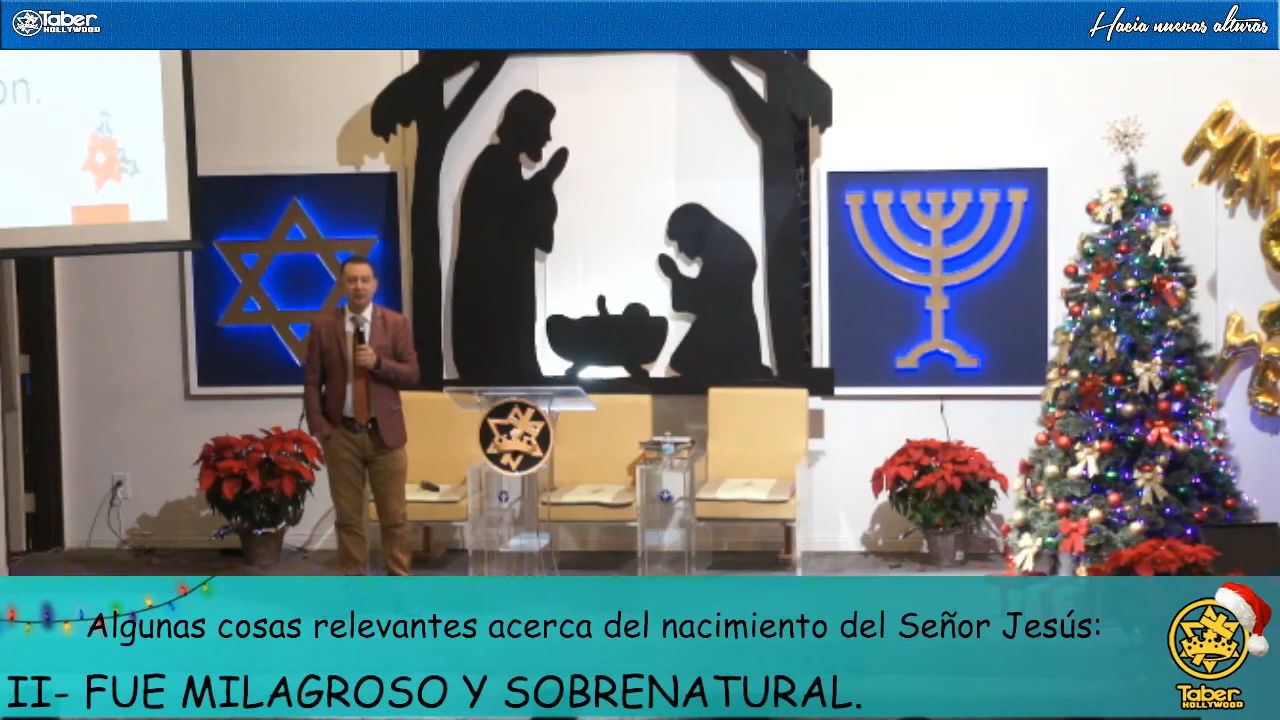 Taber
HOLLYWOOD
Hacia nuevas alturas
on.
Algunas cosas relevantes acerca del nacimiento del Señor Jesús:
II- FUE MILAGROSO Y SOBRENATURAL.
Taber
HOLLYWOOD